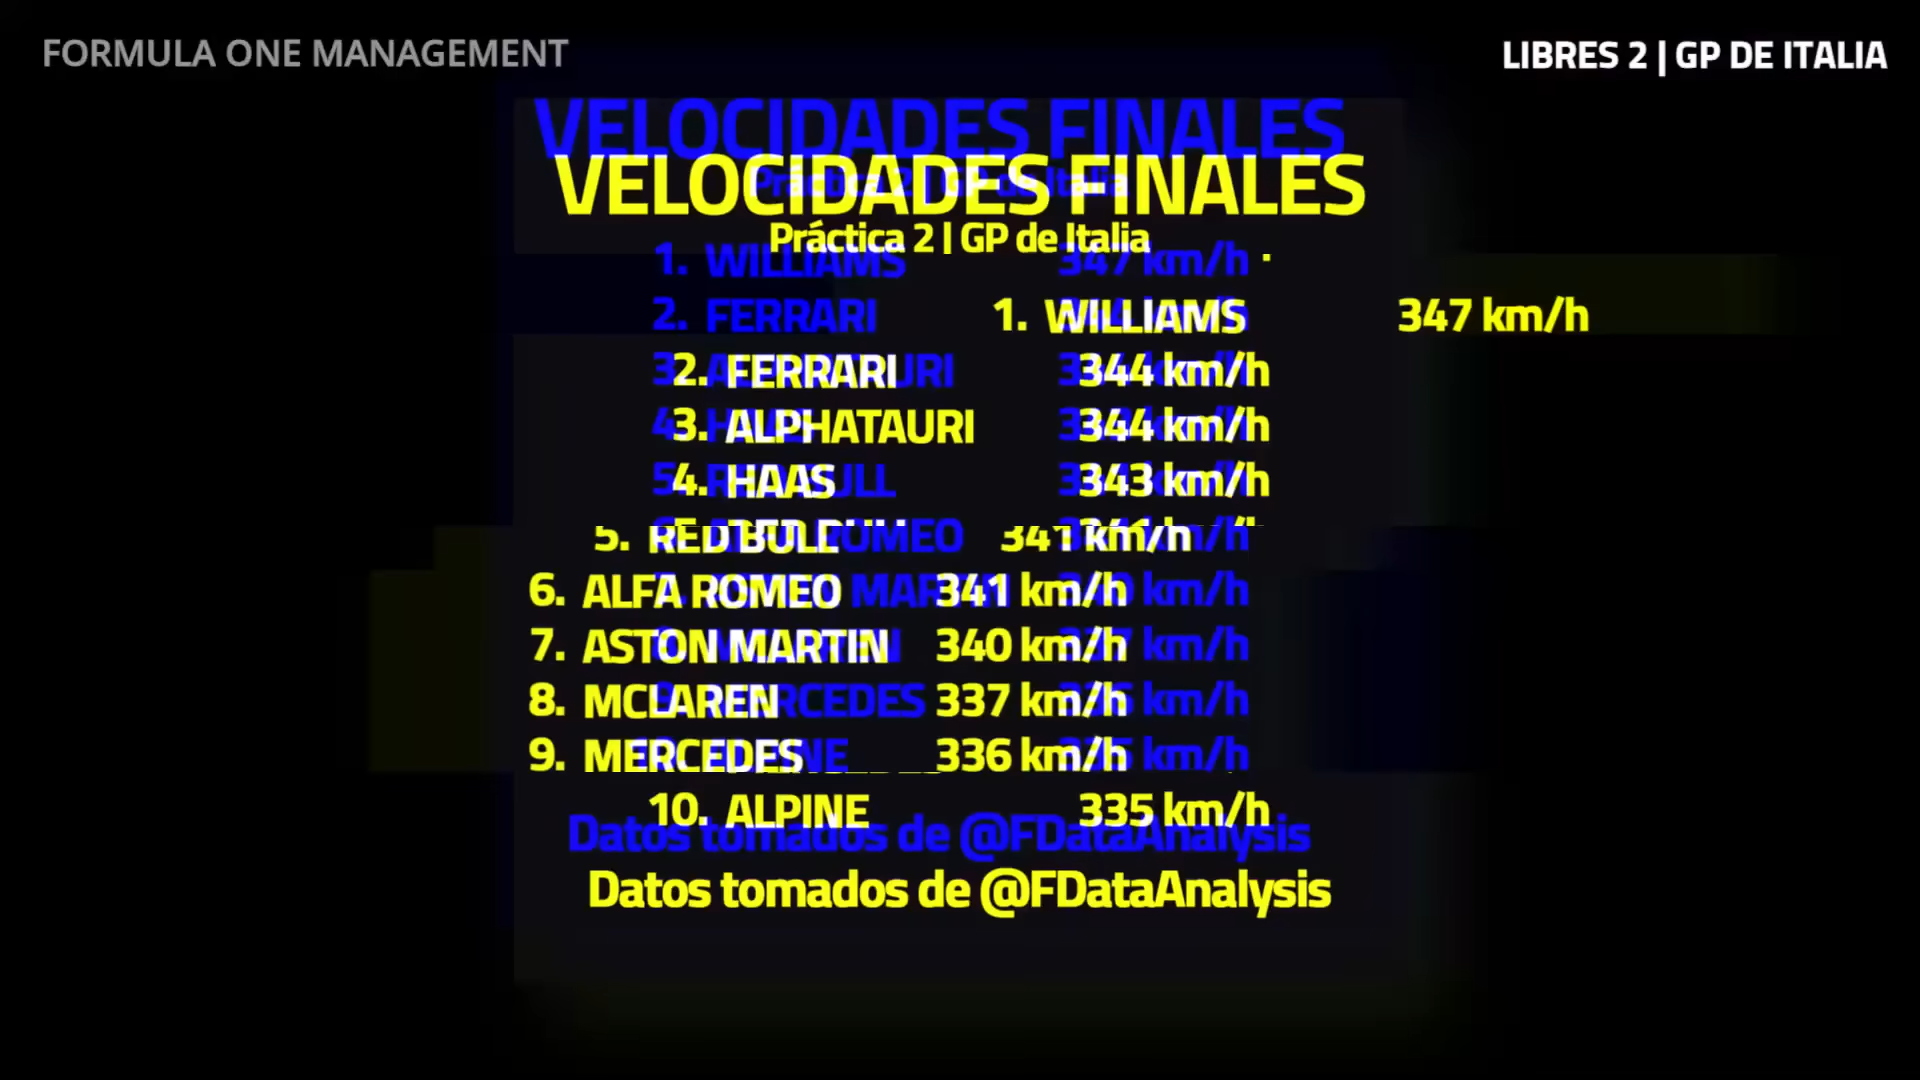 FORMULA ONE MANAGEMENT
LIBRES 2 | GP DE ITALIA
VELOCIDADES FINALES
Práctica 2 | GP de Italia
1. WILLIAMS 347 km/h
2. FERRARI 344 km/h
3. ALPHATAURI 344 km/h
4. HAAS 343 km/h
5. RED BULL 341 km/h
6. ALFA ROMEO 341 km/h
7. ASTON MARTIN 340 km/h
8. MCLAREN 337 km/h
9. MERCEDES 336 km/h
10. ALPINE 335 km/h
Datos tomados de @FDataAnalysis